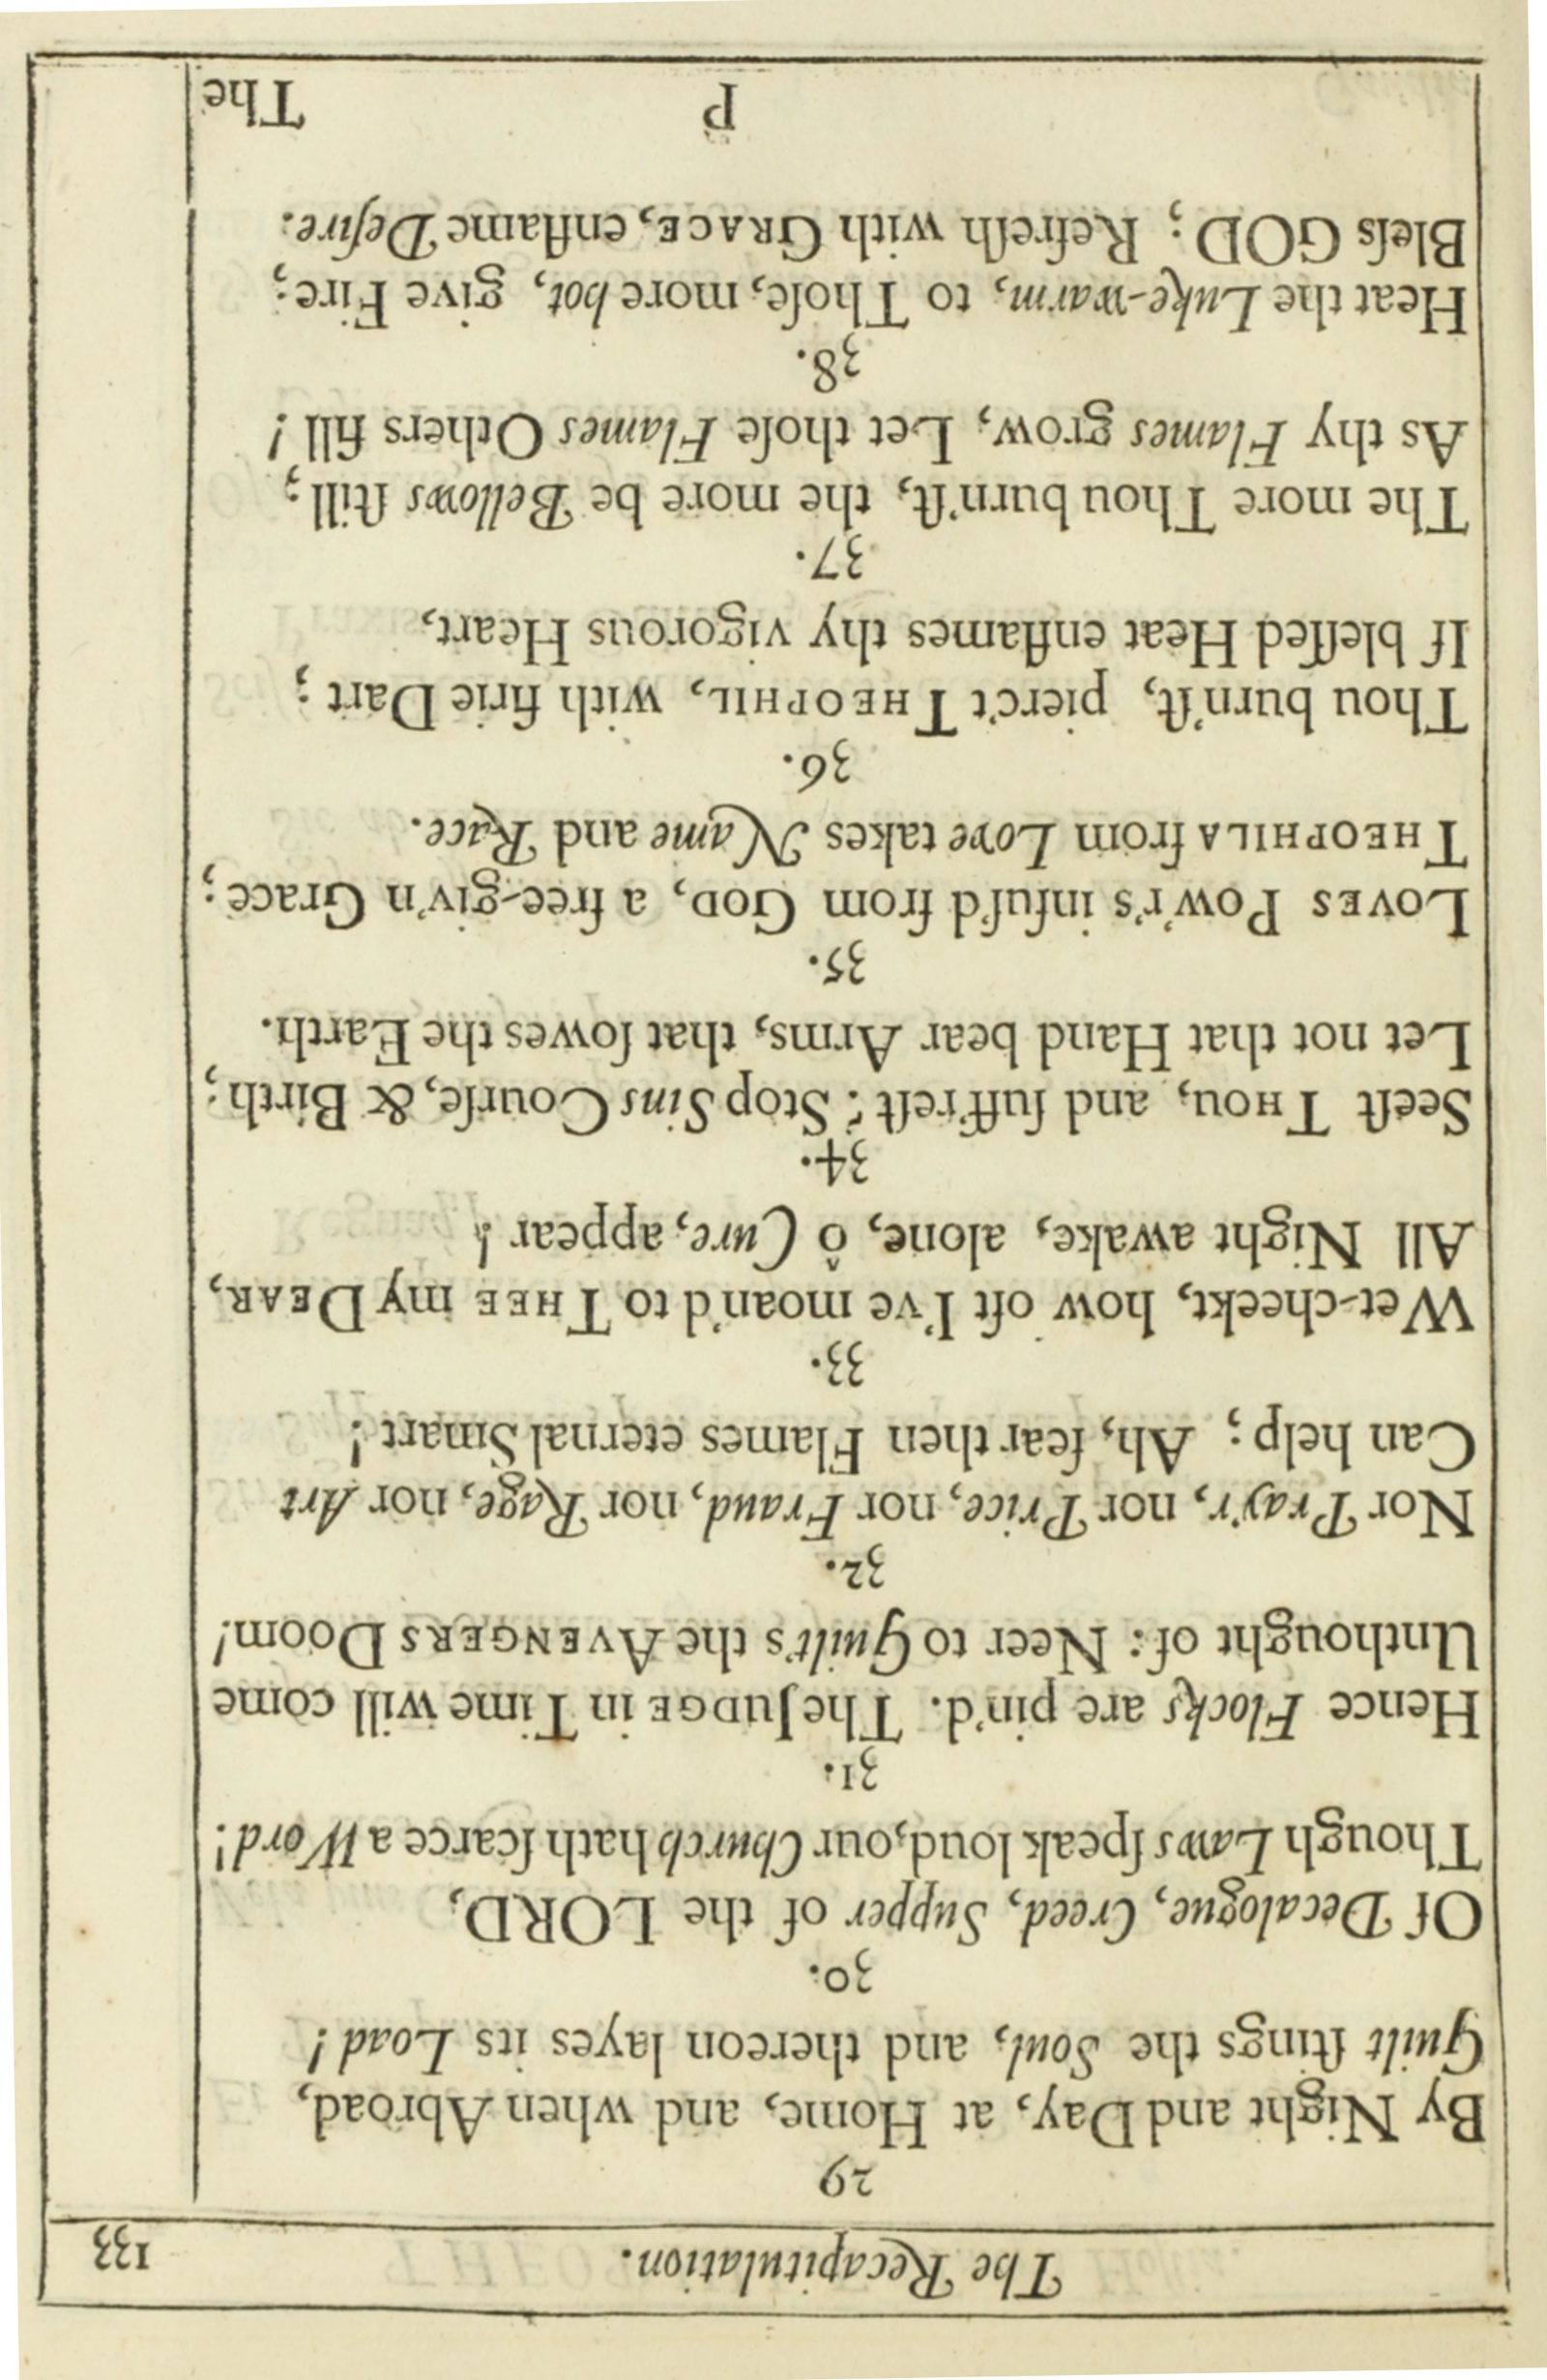 The Recapitulation. 133
29
By Night and Day, at Home, and when Abroad,
Guilt ſtings the Soul, and thereon layes its Load!
30.
Of Decalogue, Creed, Supper of the LORD,
Though Laws ſpeak loud, our Church hath ſcarce a Word!
31.
Hence Flocks are pin'd. The JUDGE in Time will come
Unthought of: Neer to Guilt's the AVENGERS Doom!
32.
Nor Pray'r, nor Price, nor Fraud, nor Rage, nor Art
Can help; Ah, fear then Flames eternal Smart!
33.
Wet-cheekt, how oft I've moan'd to THEE my DEAR,
All Night awake, alone, ô Cure, appear!
34.
Seeſt THOU, and ſuff'reſt? Stop Sins Courſe, & Birth;
Let not that Hand bear Arms, that ſowes the Earth.
35.
LOVES Pow'r's infuſ'd from GOD, a free-giv'n Grace;
THEOPHILA from Love takes Name and Race.
36.
Thou burn'ſt, pierc't THEOPHIL, with firie Dart;
If bleſſed Heat enflames thy vigorous Heart,
37.
The more Thou burn'ſt, the more be Bellows ſtill;
As thy Flames grow, Let thoſe Flames Others fill!
38.
Heat the Luke-warm, to Thoſe, more hot, give Fire;
Bleſs GOD; Refreſh with GRACE, enflame Deſire.
P The